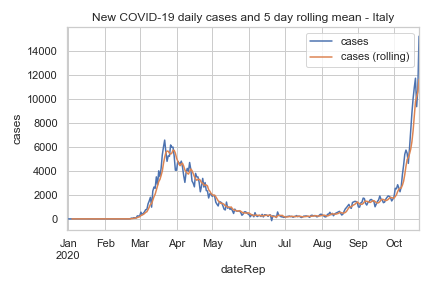 New COVID-19 daily cases and 5 day rolling mean - Italy
cases
cases (rolling)
14000
12000
10000
8000
6000
4000
2000
0
cases
Jan Feb Mar Apr May Jun Jul Aug Sep Oct
2020
dateRep